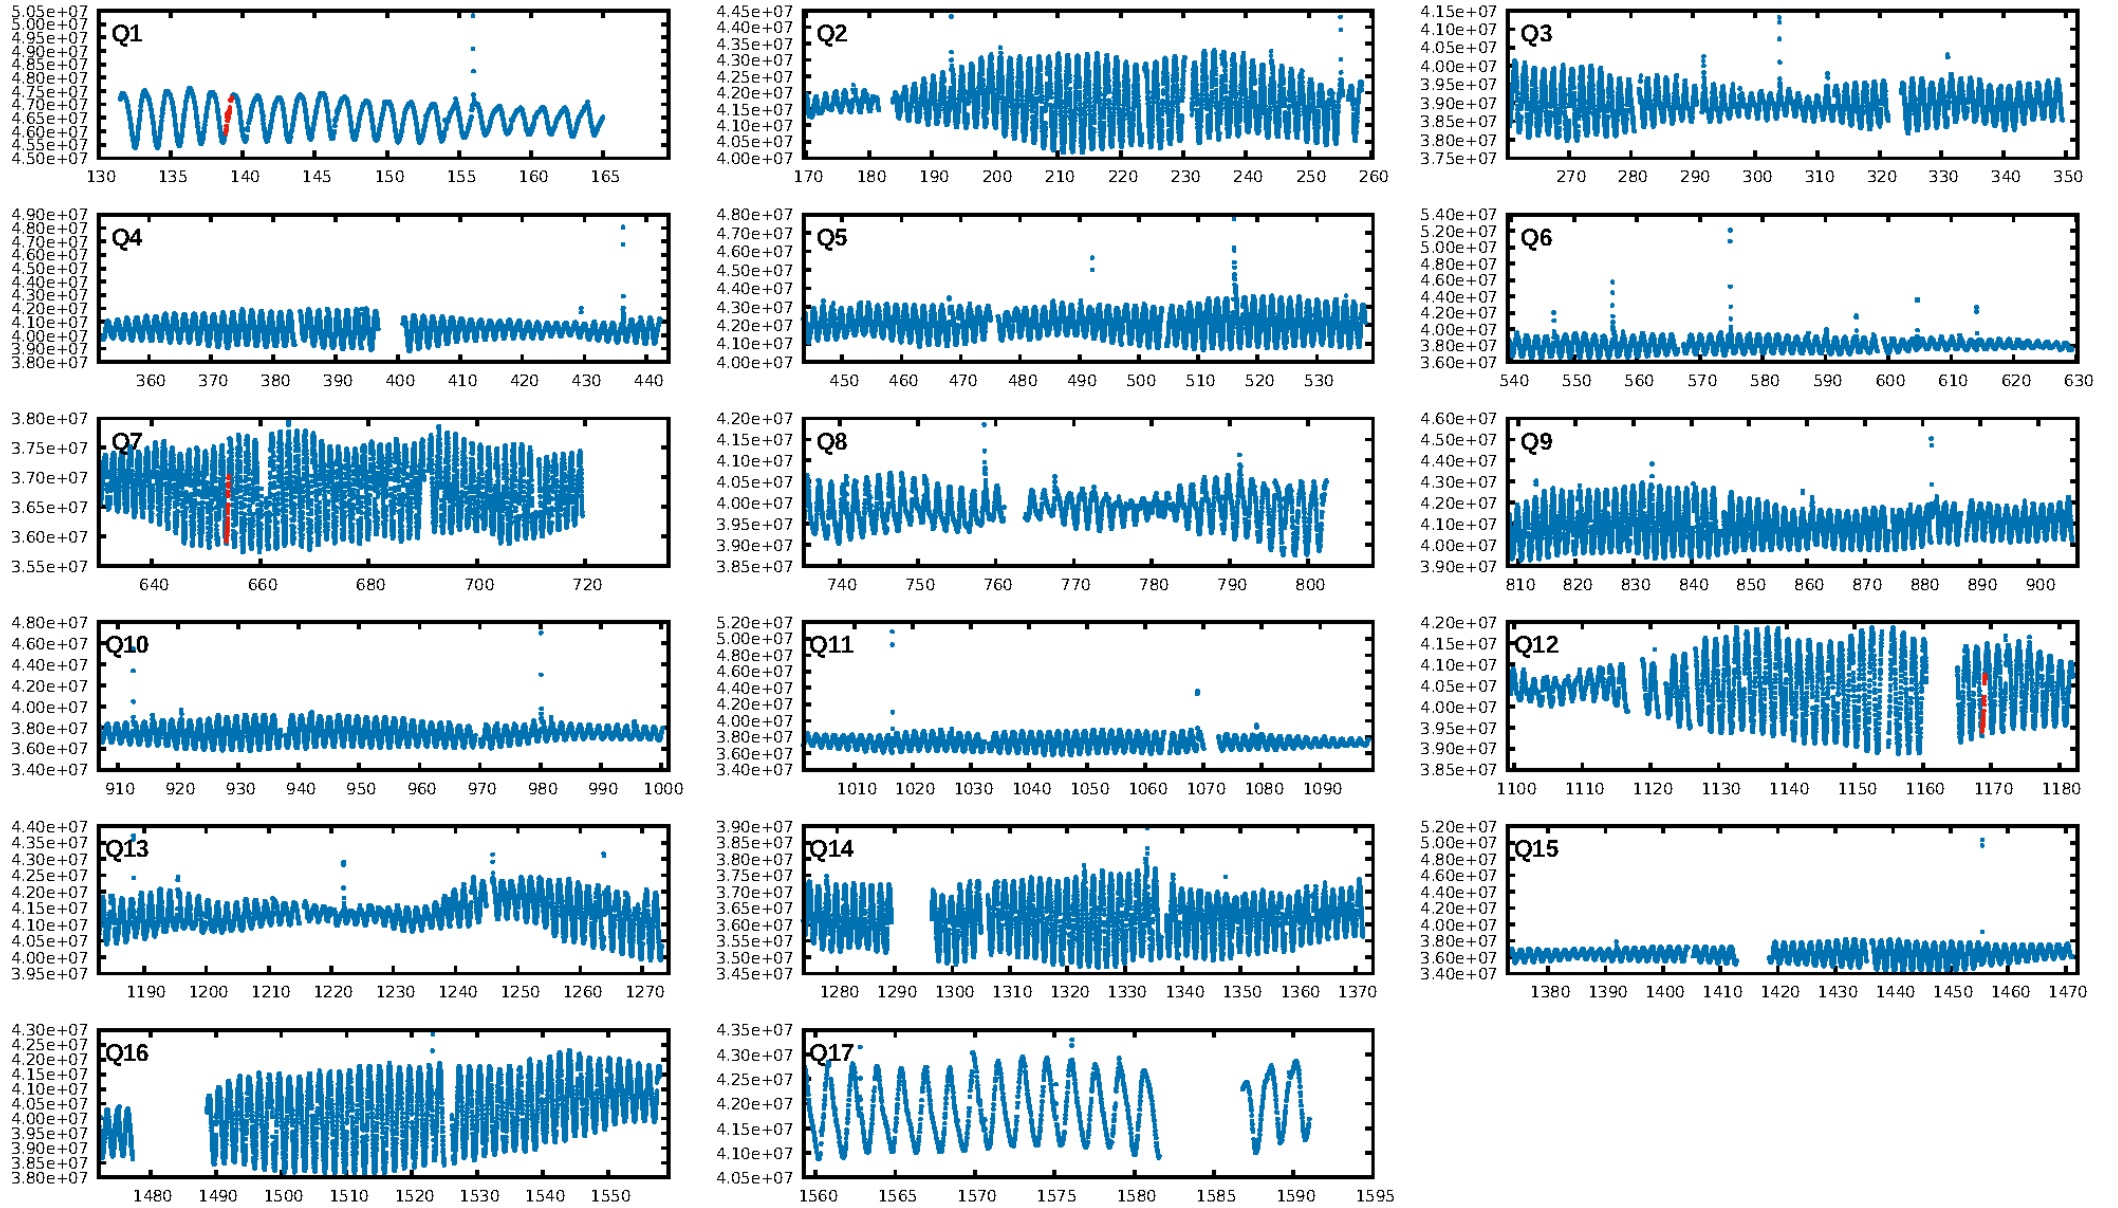 Q1
5.05e+07
5.00e+07
4.95e+07
4.90e+07
4.85e+07
4.80e+07
4.75e+07
4.70e+07
4.65e+07
4.60e+07
4.55e+07
4.50e+07
130 135 140 145 150 155 160 165
Q2
4.45e+07
4.40e+07
4.35e+07
4.30e+07
4.25e+07
4.20e+07
4.15e+07
4.10e+07
4.05e+07
4.00e+07
170 180 190 200 210 220 230 240 250 260
Q3
4.15e+07
4.10e+07
4.05e+07
4.00e+07
3.95e+07
3.90e+07
3.85e+07
3.80e+07
3.75e+07
270 280 290 300 310 320 330 340 350
Q4
4.90e+07
4.80e+07
4.70e+07
4.60e+07
4.50e+07
4.40e+07
4.30e+07
4.20e+07
4.10e+07
4.00e+07
3.90e+07
3.80e+07
360 370 380 390 400 410 420 430 440
Q5
4.80e+07
4.70e+07
4.60e+07
4.50e+07
4.40e+07
4.30e+07
4.20e+07
4.10e+07
4.00e+07
450 460 470 480 490 500 510 520 530
Q6
5.40e+07
5.20e+07
5.00e+07
4.80e+07
4.60e+07
4.40e+07
4.20e+07
4.00e+07
3.80e+07
3.60e+07
540 550 560 570 580 590 600 610 620 630
Q7
3.80e+07
3.75e+07
3.70e+07
3.65e+07
3.60e+07
3.55e+07
640 660 680 700 720
Q8
4.20e+07
4.15e+07
4.10e+07
4.05e+07
4.00e+07
3.95e+07
3.90e+07
3.85e+07
740 750 760 770 780 790 800
Q9
4.60e+07
4.50e+07
4.40e+07
4.30e+07
4.20e+07
4.10e+07
4.00e+07
3.90e+07
810 820 830 840 850 860 870 880 890 900
Q10
4.80e+07
4.60e+07
4.40e+07
4.20e+07
4.00e+07
3.80e+07
3.60e+07
3.40e+07
910 920 930 940 950 960 970 980 990 1000
Q11
5.20e+07
5.00e+07
4.80e+07
4.60e+07
4.40e+07
4.20e+07
4.00e+07
3.80e+07
3.60e+07
3.40e+07
1010 1020 1030 1040 1050 1060 1070 1080 1090
Q12
4.20e+07
4.15e+07
4.10e+07
4.05e+07
4.00e+07
3.95e+07
3.90e+07
3.85e+07
1100 1110 1120 1130 1140 1150 1160 1170 1180
Q13
4.40e+07
4.35e+07
4.30e+07
4.25e+07
4.20e+07
4.15e+07
4.10e+07
4.05e+07
4.00e+07
3.95e+07
1190 1200 1210 1220 1230 1240 1250 1260 1270
Q14
3.90e+07
3.85e+07
3.80e+07
3.75e+07
3.70e+07
3.65e+07
3.60e+07
3.55e+07
3.50e+07
3.45e+07
1280 1290 1300 1310 1320 1330 1340 1350 1360 1370
Q15
5.20e+07
5.00e+07
4.80e+07
4.60e+07
4.40e+07
4.20e+07
4.00e+07
3.80e+07
3.60e+07
3.40e+07
1380 1390 1400 1410 1420 1430 1440 1450 1460 1470
Q16
4.30e+07
4.25e+07
4.20e+07
4.15e+07
4.10e+07
4.05e+07
4.00e+07
3.95e+07
3.90e+07
3.85e+07
3.80e+07
1480 1490 1500 1510 1520 1530 1540 1550
Q17
4.35e+07
4.30e+07
4.25e+07
4.20e+07
4.15e+07
4.10e+07
4.05e+07
1560 1565 1570 1575 1580 1585 1590 1595